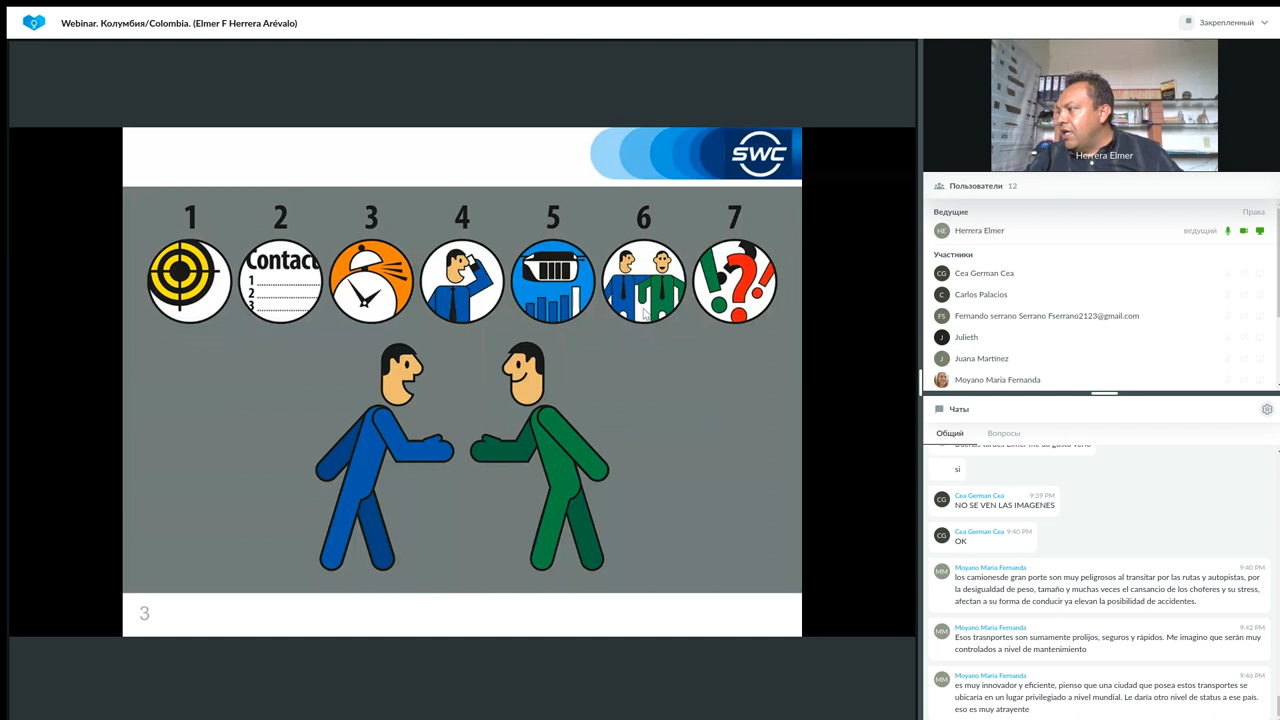 Webinar. Колумбия/Colombia. (Elmer F Herrera Arévalo)
Закрепленный
SWC
1 2 3 4 5 6 7
Contact
1
2
3
3
Herrera Elmer
Пользователи 12
Ведущие Права
HE Herrera Elmer ведущий
Участники
CG Cea German Cea
Carlos Palacios
FS Fernando serrano Serrano Fserrano2123@gmail.com
J Julieth
Juana Martínez
Moyano Maria Fernanda
Чаты
Общий Вопросы
si
CG Cea German Cea 9:39 PM
NO SE VEN LAS IMAGENES
CG Cea German Cea 9:40 PM
OK
MM Moyano Maria Fernanda 9:40 PM
los camionesde gran porte son muy peligrosos al transitar por las rutas y autopistas, por
la desigualdad de peso, tamaño y muchas veces el cansancio de los choferes y su stress,
afectan a su forma de conducir ya elevan la posibilidad de accidentes.
MM Moyano Maria Fernanda 9:42 PM
Esos trasnportes son sumamente prolijos, seguros y rápidos. Me imagino que serán muy
controlados a nivel de mantenimiento
MM Moyano Maria Fernanda 9:46 PM
es muy innovador y eficiente, pienso que una ciudad que posea estos transportes se
ubicaría en un lugar privilegiado a nivel mundial. Le daría otro nivel de status a ese país.
eso es muy atrayente